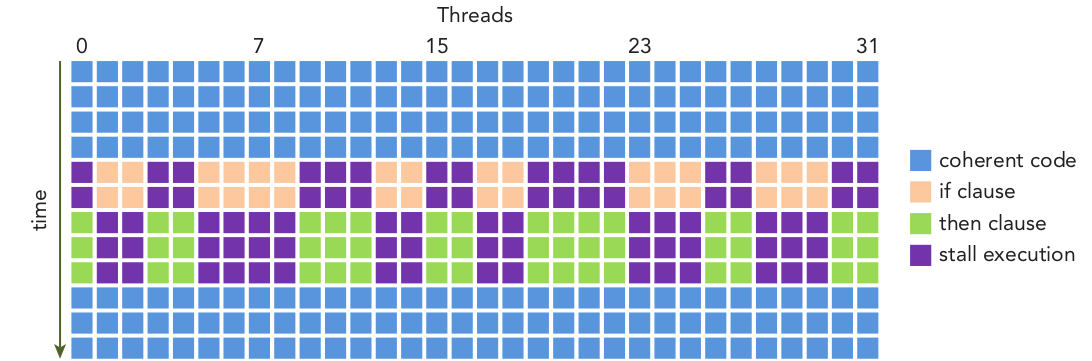 Threads
0 7 15 23 31
time
coherent code
if clause
then clause
stall execution